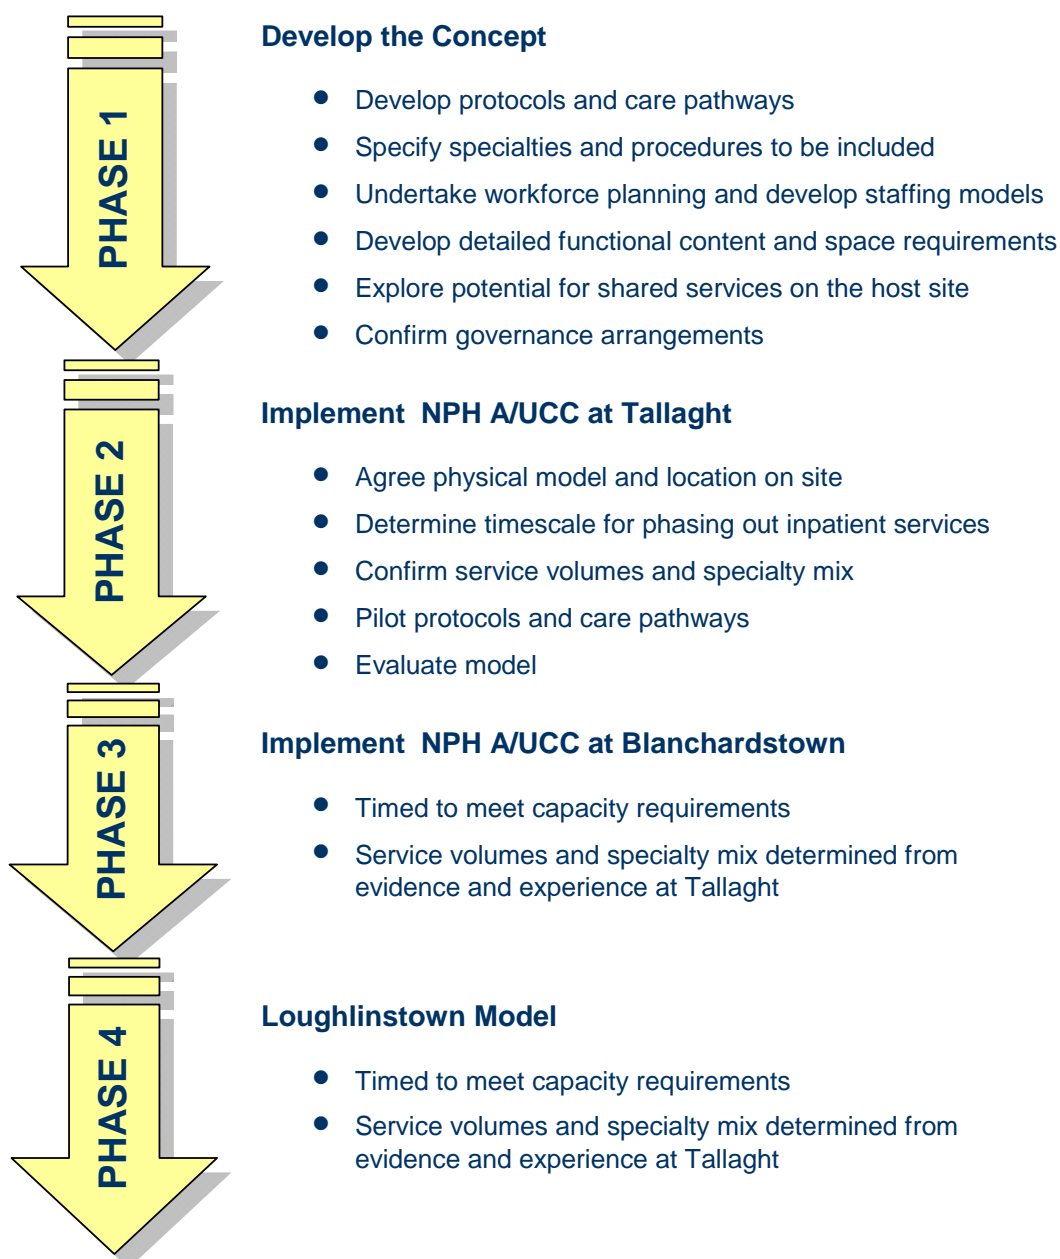 PHASE 1
Develop the Concept
• Develop protocols and care pathways
• Specify specialties and procedures to be included
• Undertake workforce planning and develop staffing models
• Develop detailed functional content and space requirements
• Explore potential for shared services on the host site
• Confirm governance arrangements
PHASE 2
Implement  NPH A/UCC at Tallaght
• Agree physical model and location on site
• Determine timescale for phasing out inpatient services
• Confirm service volumes and specialty mix
• Pilot protocols and care pathways
• Evaluate model
PHASE 3
Implement  NPH A/UCC at Blanchardstown
• Timed to meet capacity requirements
• Service volumes and specialty mix determined from
evidence and experience at Tallaght
PHASE 4
Loughlinstown Model
• Timed to meet capacity requirements
• Service volumes and specialty mix determined from
evidence and experience at Tallaght